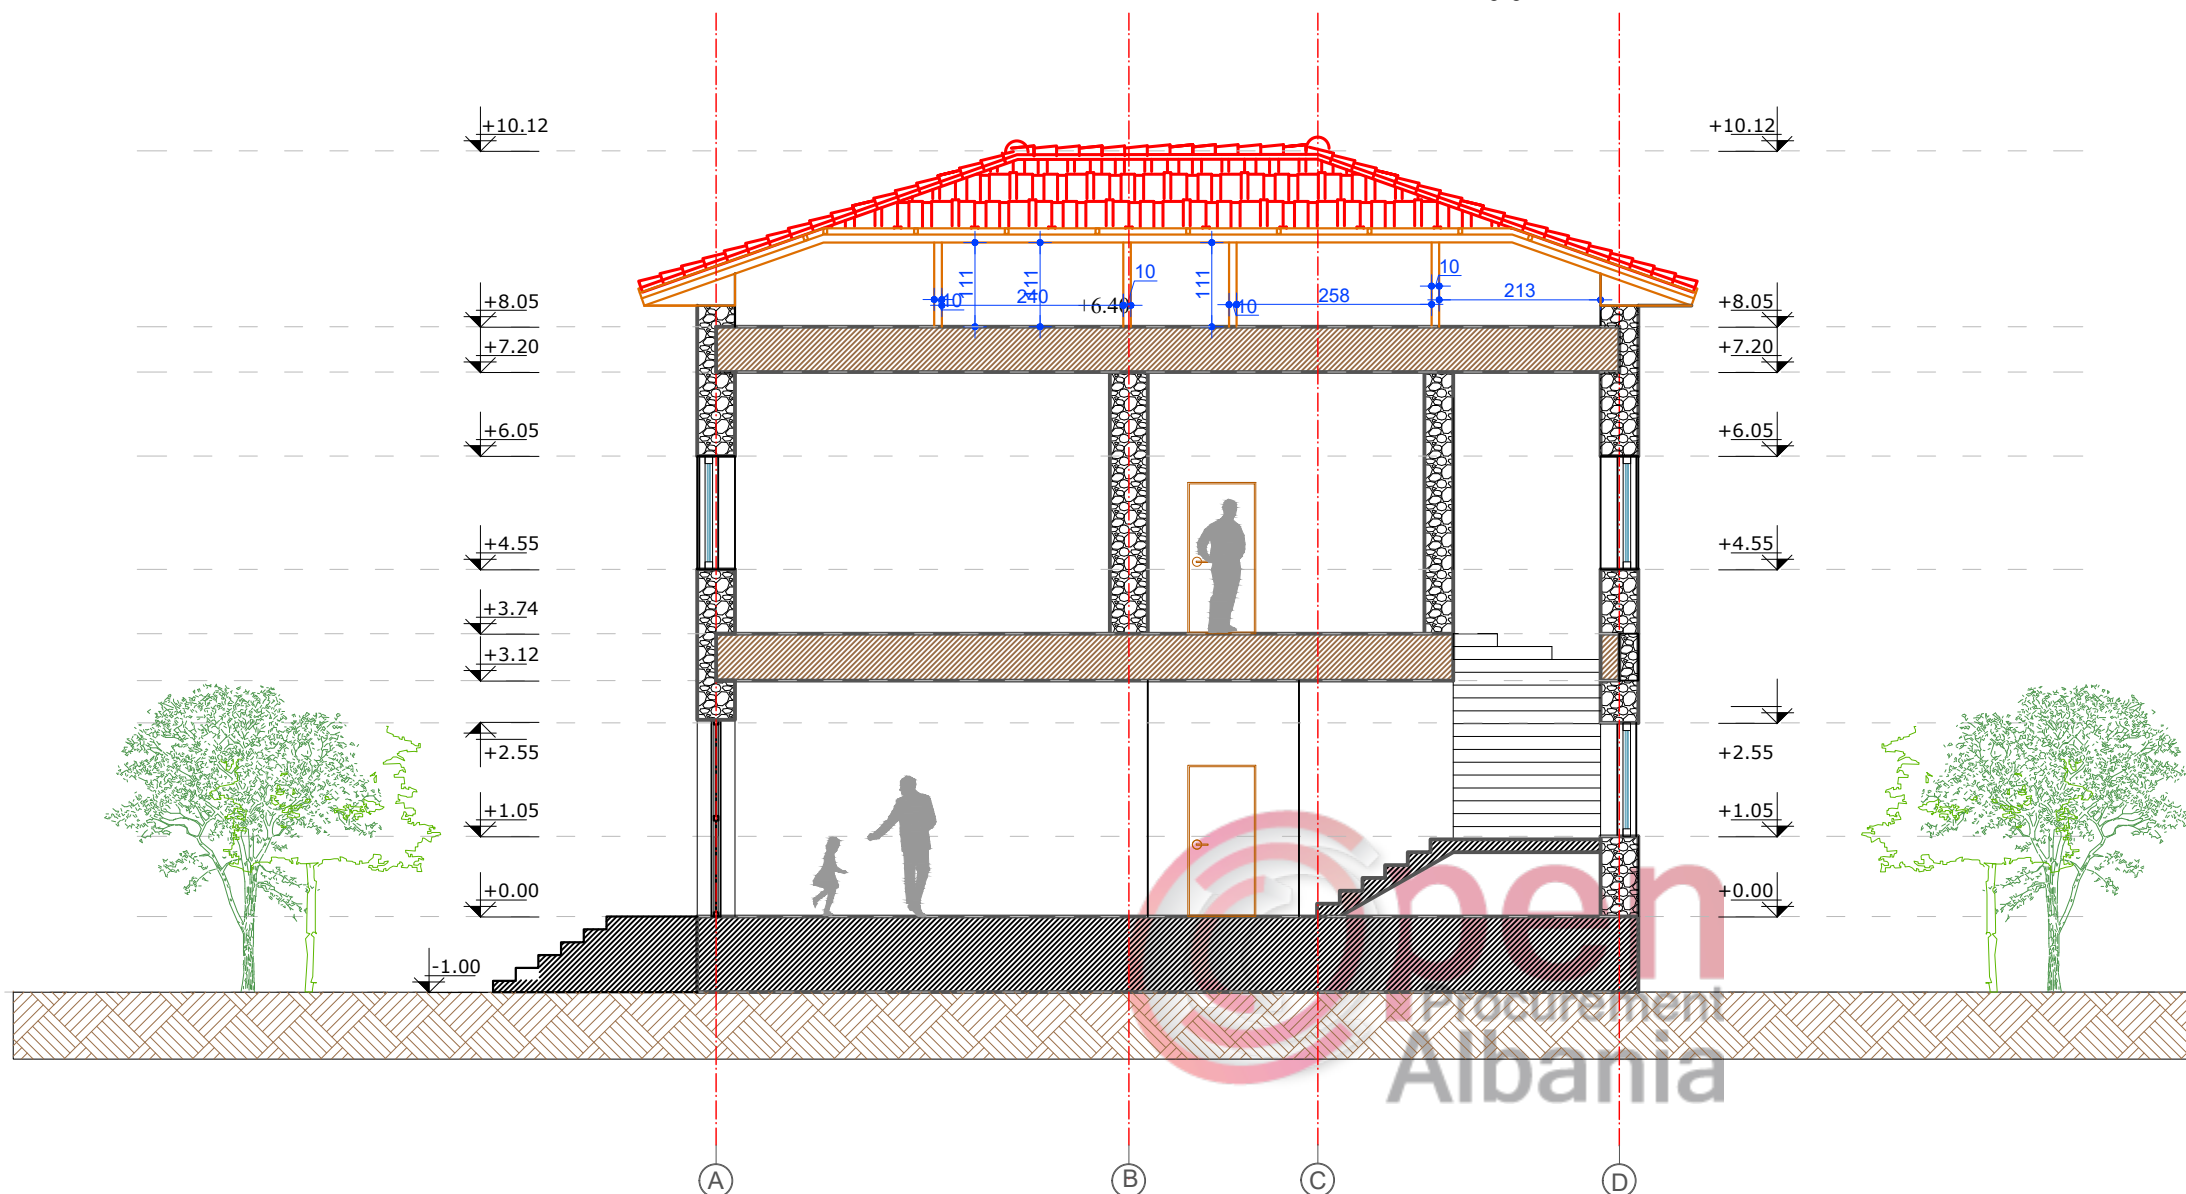 +10.12 +10.12
10 10
111 111 111
240 258 213
+8.05 +6.40 +8.05
10 10
+7.20 +7.20
+6.05 +6.05
+4.55 +4.55
+3.74
+3.12
+2.55 +2.55
+1.05 +1.05
+0.00 +0.00
-1.00
Open
Procurement
Albania
A B C D